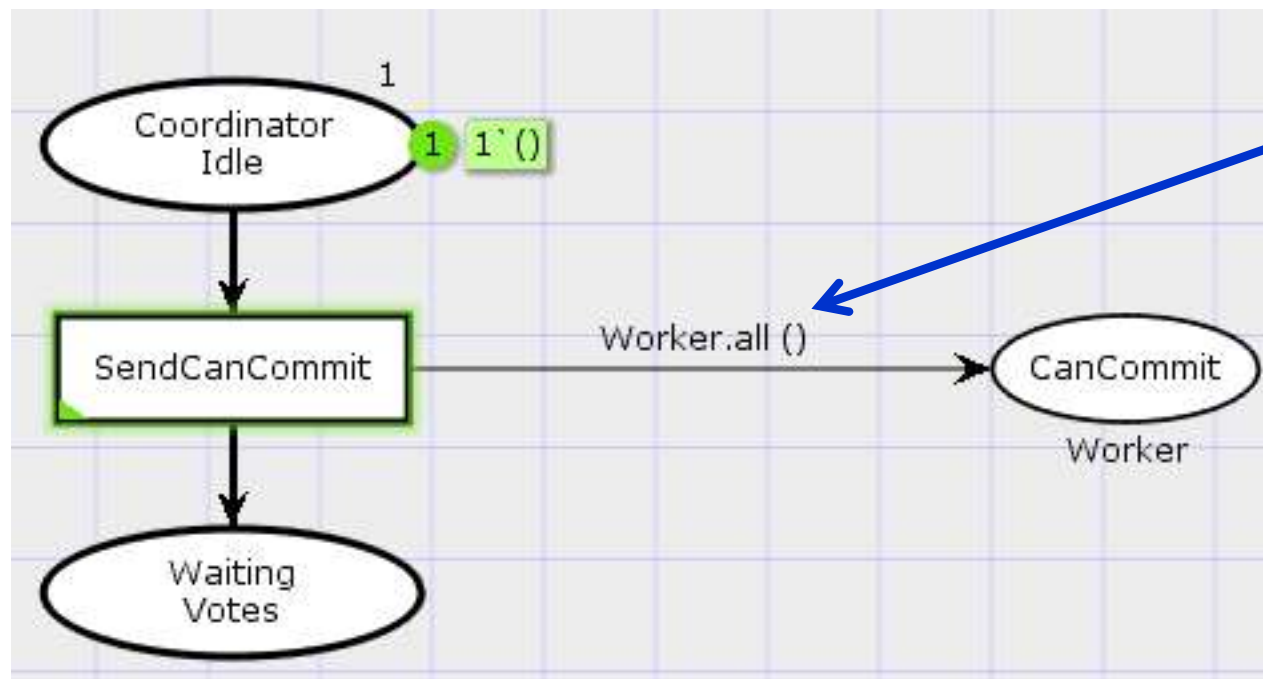 1
Coordinator
Idle
1 1`()
SendCanCommit
Worker.all ()
CanCommit
Worker
Waiting
Votes